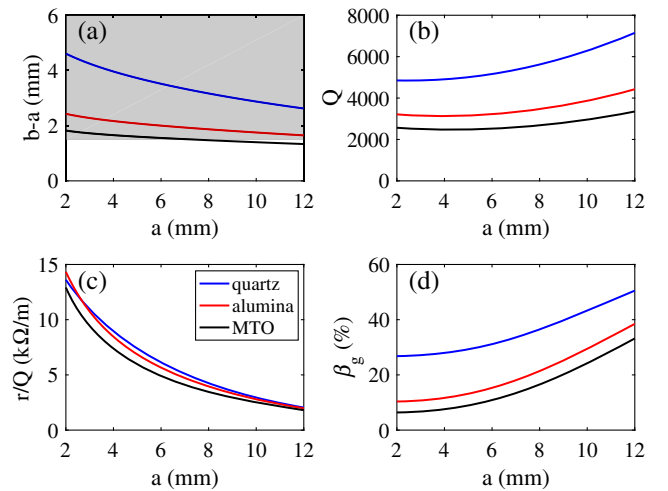 (a)
b-a (mm)
6
4
2
0
2 4 6 8 10 12
a (mm)
(b)
Q
8000
6000
4000
2000
0
2 4 6 8 10 12
a (mm)
(c)
r/Q (kΩ/m)
15
10
5
0
quartz
alumina
MTO
2 4 6 8 10 12
a (mm)
(d)
βg (%)
60
40
20
0
2 4 6 8 10 12
a (mm)